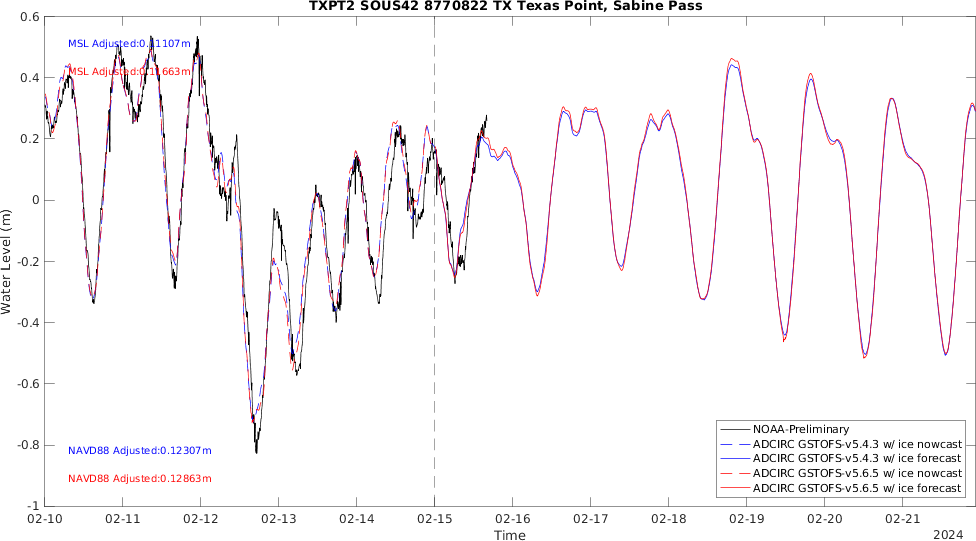 TXPT2 SOUS42 8770822 TX Texas Point, Sabine Pass
0.6
0.4
0.2
0
-0.2
-0.4
-0.6
-0.8
-1
Water Level (m)
MSL Adjusted:0.11107m
MSL Adjusted:0.11663m
NAVD88 Adjusted:0.12307m
NAVD88 Adjusted:0.12863m
NOAA-Preliminary
ADCIRC GSTOFS-v5.4.3 w/ ice nowcast
ADCIRC GSTOFS-v5.4.3 w/ ice forecast
ADCIRC GSTOFS-v5.6.5 w/ ice nowcast
ADCIRC GSTOFS-v5.6.5 w/ ice forecast
02-10 02-11 02-12 02-13 02-14 02-15 02-16 02-17 02-18 02-19 02-20 02-21
Time
2024